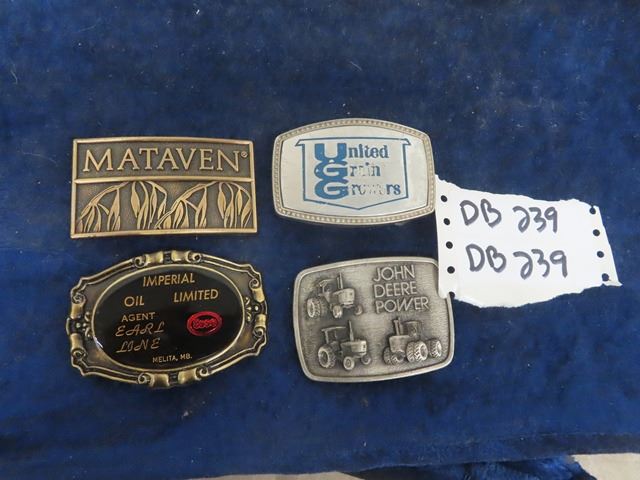 MATAVEN®
United
Grain
Growers
DB 239
DB 239
IMPERIAL
OIL LIMITED
AGENT
EARL
LINE
Esso
MELITA, MB.
JOHN
DEERE
POWER